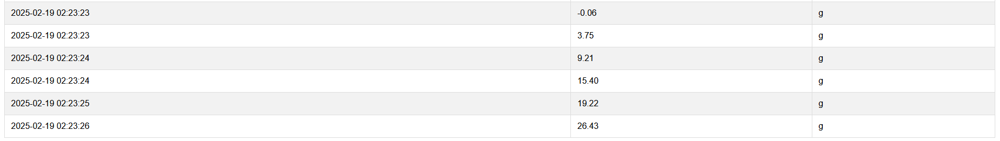 2025-02-19 02:23:23 -0.06 g
2025-02-19 02:23:23 3.75 g
2025-02-19 02:23:24 9.21 g
2025-02-19 02:23:24 15.40 g
2025-02-19 02:23:25 19.22 g
2025-02-19 02:23:26 26.43 g